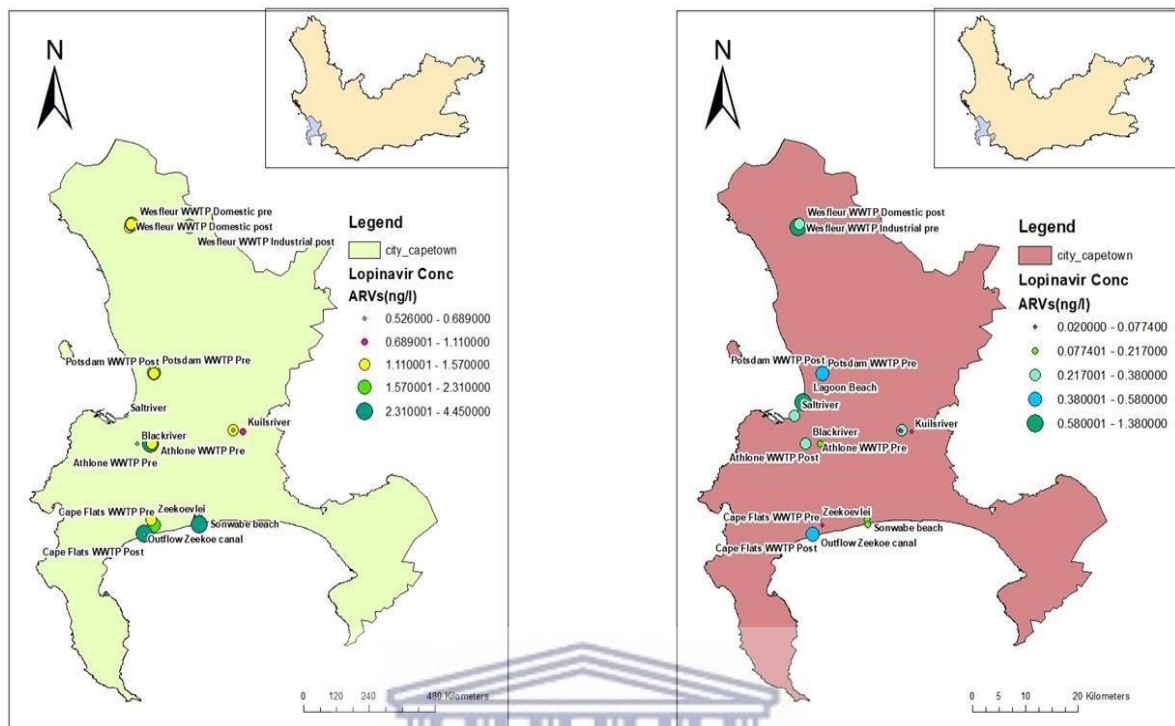 N
Wesfleur WWTP Domestic pre
Wesfleur WWTP Domestic post
Wesfleur WWTP Industrial post
Potsdam WWTP Post
Potsdam WWTP Pre
Saltriver
Kuilsriver
Blackriver
Athlone WWTP Pre
Athlone WWTP Pre
Zeekoevlei
Cape Flats WWTP Pre
Sonwabe beach
Outflow Zeekoe canal
Cape Flats WWTP Post
Legend
city_capetown
Lopinavir Conc
ARVs(ng/l)
0.526000 - 0.689000
0.689001 - 1.110000
1.110001 - 1.570000
1.570001 - 2.310000
2.310001 - 4.450000
0 120 240 480 Kilometers
N
Wesfleur WWTP Domestic post
Wesfleur WWTP Industrial pre
Potsdam WWTP Post
Potsdam WWTP Pre
Lagoon Beach
Saltriver
Kuilsriver
Blackriver
Athlone WWTP Pre
Athlone WWTP Post
Zeekoevlei
Cape Flats WWTP Pre
Sonwabe beach
Outflow Zeekoe canal
Cape Flats WWTP Post
Legend
city_capetown
Lopinavir Conc
ARVs(ng/l)
0.020000 - 0.077400
0.077401 - 0.217000
0.217001 - 0.380000
0.380001 - 0.580000
0.580001 - 1.380000
0 5 10 20 Kilometers